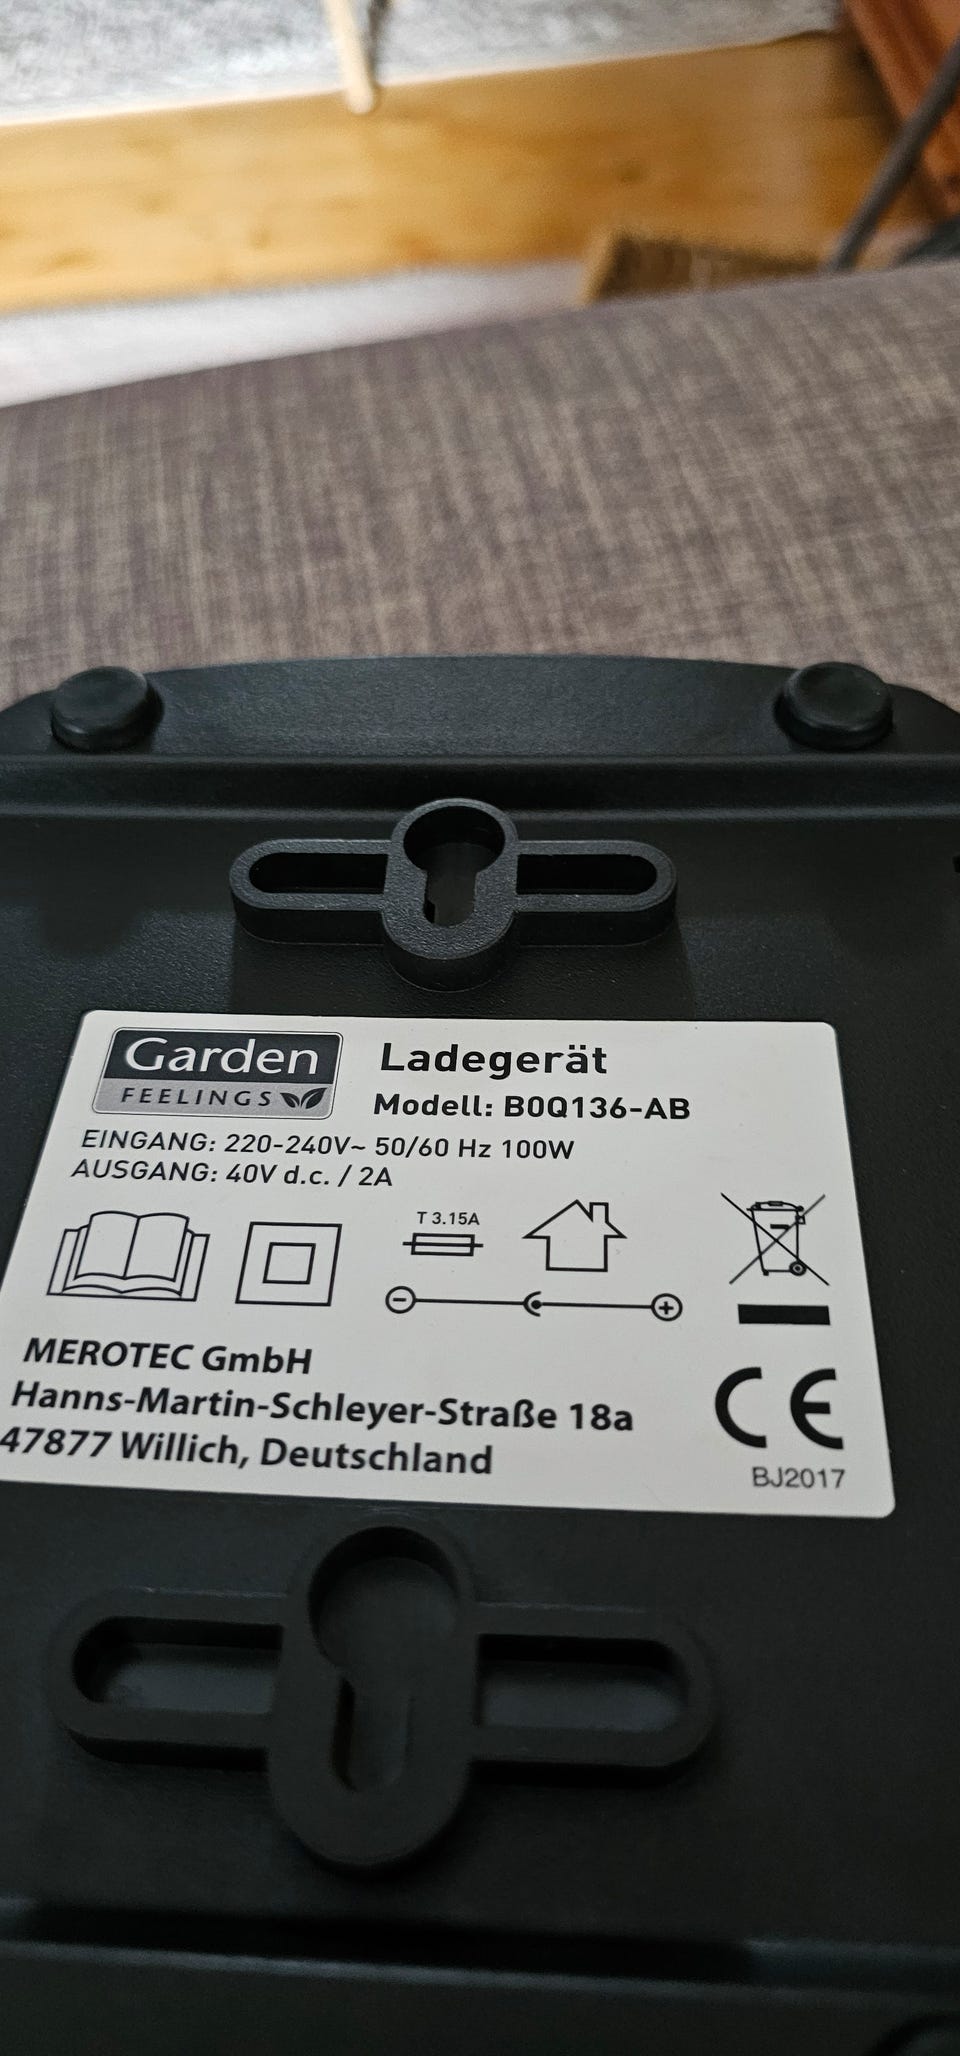 Garden
FEELINGS
Ladegerät
Modell: B0Q136-AB
EINGANG: 220-240V~ 50/60 Hz 100W
AUSGANG: 40V d.c. / 2A
T 3.15A
MEROTEC GmbH
Hanns-Martin-Schleyer-Straße 18a
47877 Willich, Deutschland
CE
BJ2017